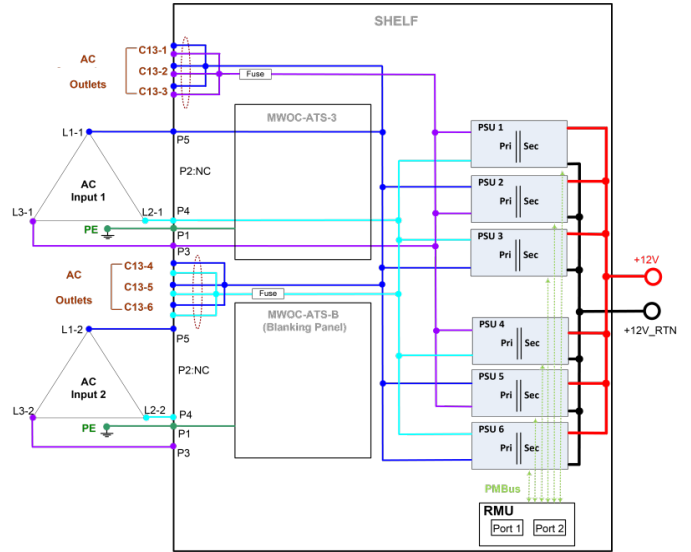 SHELF
AC
Outlets
C13-1
C13-2
C13-3
Fuse
MWOC-ATS-3
L1-1
P5
P2:NC
AC
Input 1
L3-1
L2-1
P4
PE
P1
P3
PSU 1
Pri
Sec
PSU 2
Pri
Sec
PSU 3
Pri
Sec
AC
Outlets
C13-4
C13-5
C13-6
Fuse
MWOC-ATS-B
(Blanking Panel)
+12V
+12V_RTN
L1-2
P5
P2:NC
AC
Input 2
L3-2
L2-2
P4
PE
P1
P3
PSU 4
Pri
Sec
PSU 5
Pri
Sec
PSU 6
Pri
Sec
PMBus
RMU
Port 1
Port 2